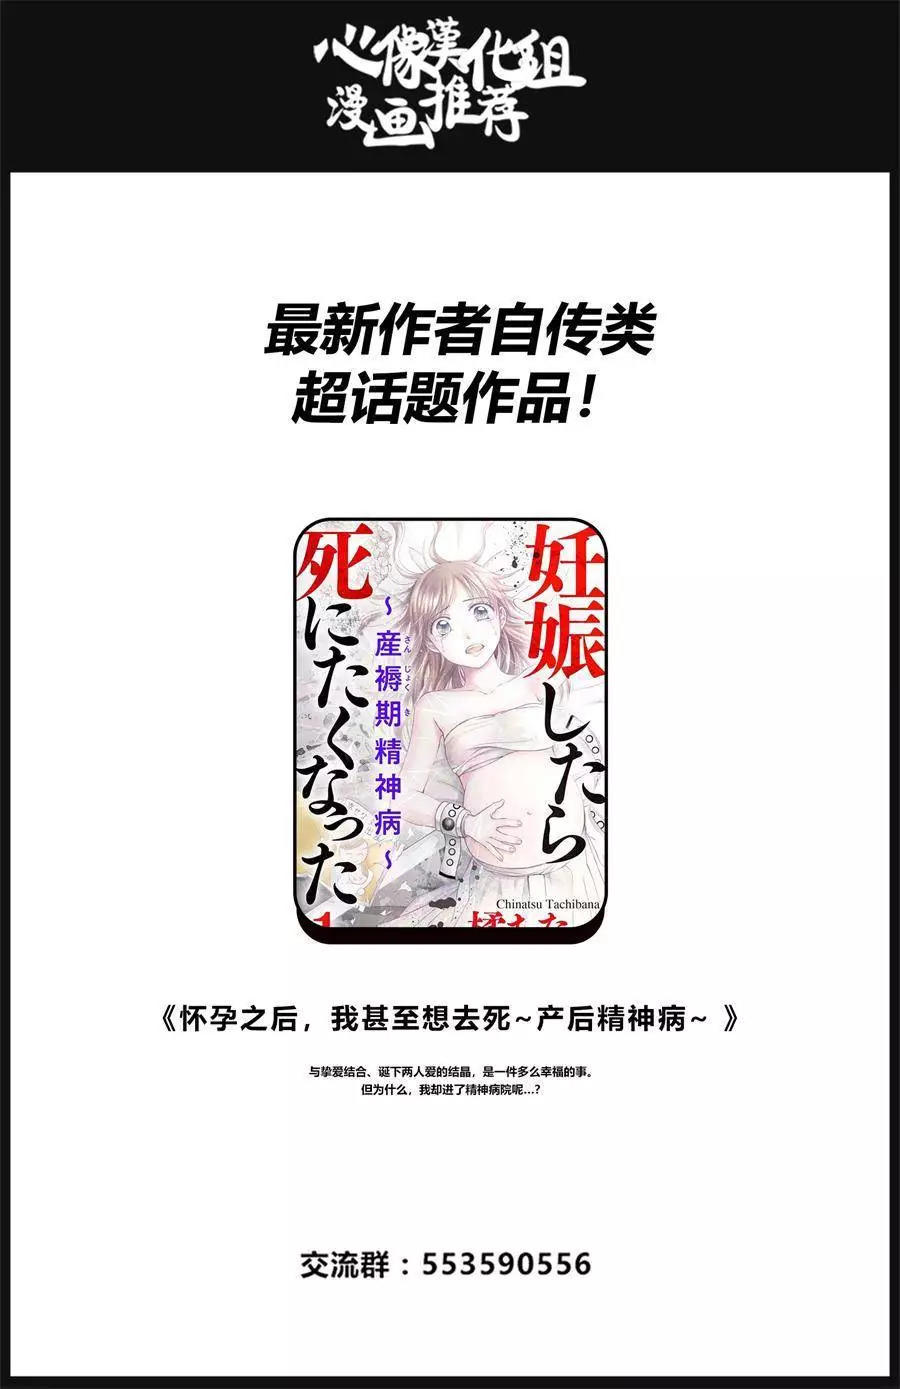 心像漢化組
漫画推荐
最新作者自传类
超话题作品！
妊娠したら
死にたくなった
～産褥期精神病～
さんじょくき
Chinatsu Tachibana
《怀孕之后，我甚至想去死~产后精神病~ 》
与挚爱结合、诞下两人爱的结晶，是一件多么幸福的事。
但为什么，我却进了精神病院呢...？
交流群：553590556